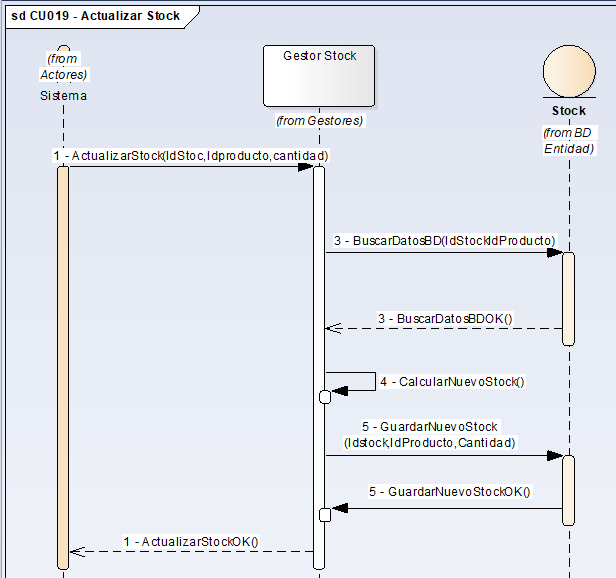 sd CU019 - Actualizar Stock
(from
Actores)
Sistema
Gestor Stock
(from Gestores)
Stock
(from BD
Entidad)
1 - ActualizarStock(IdStoc,Idproducto,cantidad)
3 - BuscarDatosBD(IdStockIdProducto)
3 - BuscarDatosBDOK()
4 - CalcularNuevoStock()
5 - GuardarNuevoStock
(Idstock,IdProducto,Cantidad)
5 - GuardarNuevoStockOK()
1 - ActualizarStockOK()